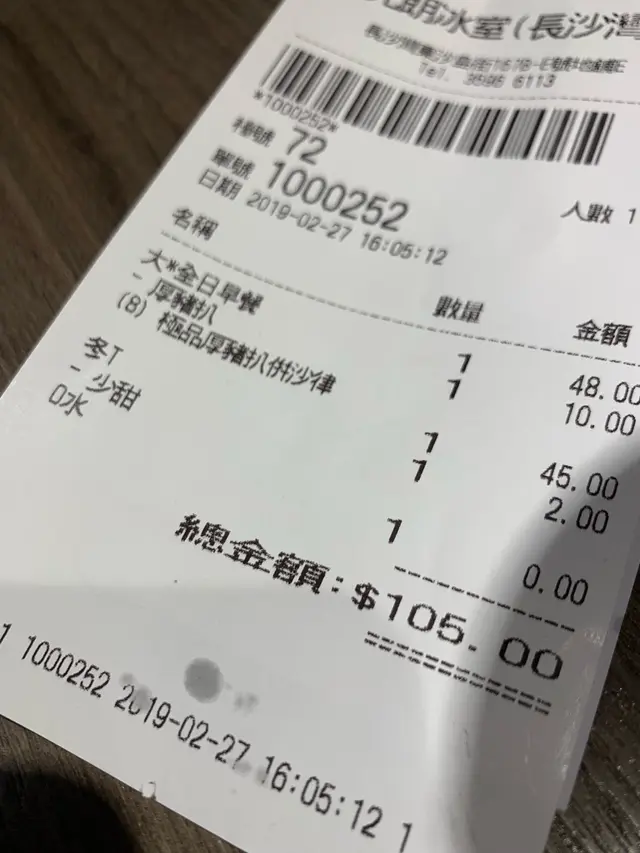 冰室(長沙灣
Tel. 3596 6113
*1000252*
檯號 72
單號 1000252
日期 2019-02-27 16:05:12
人數 1
名稱 數量 金額
大*全日早餐 1 48.00
- 厚豬扒 1 10.00
(8) 極品厚豬扒併沙律 1 45.00
冬T 1 2.00
- 少甜
0水 1 0.00
總金額:$105.00
1 1000252 2019-02-27 16:05:12 1